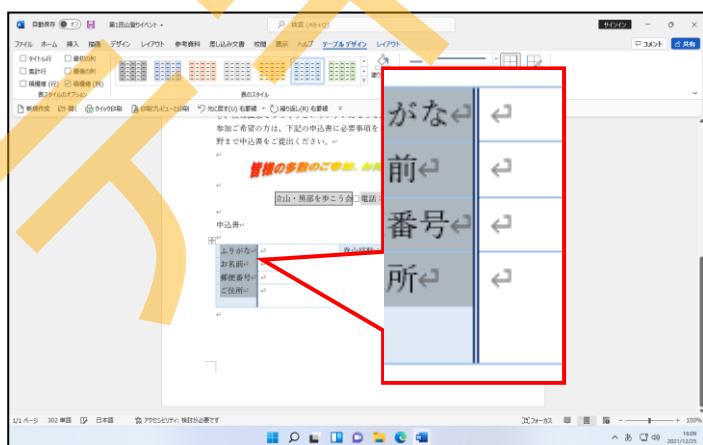 自動保存 オフ 第1回山登りイベント
検索 (Alt+Q)
サインイン
ファイル ホーム 挿入 描画 デザイン レイアウト 参考資料 差し込み文書 校閲 表示 ヘルプ テーブル デザイン レイアウト
コメント 共有
タイトル行 最初の列
集計行 最後の列
縞模様 (行) 縞模様 (列)
表スタイルのオプション 表のスタイル
新規作成 開く クイック印刷 印刷プレビューと印刷 元に戻す(U) 右罫線 繰り返し(R) 右罫線
参加ご希望の方は、下記の申込書に必要事項を
野まで申込書をご提出ください。
皆様の多数のご参加、お
立山・黒部を歩こう会□電話
申込書
ふりがな
お名前
郵便番号
ご住所
がな
前
番号
所
1/1 ページ 302 単語 日本語 アクセシビリティ: 検討が必要です
フォーカス
100%
あ
16:09
2021/12/25